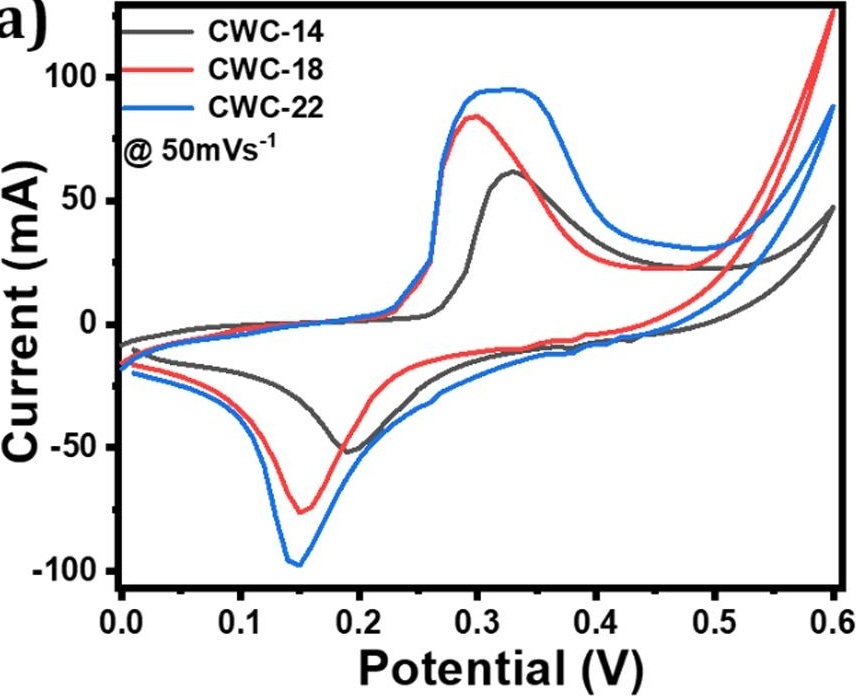 a)
CWC-14
CWC-18
CWC-22
@ 50mVs⁻¹
Current (mA)
100
50
0
-50
-100
0.0 0.1 0.2 0.3 0.4 0.5 0.6
Potential (V)